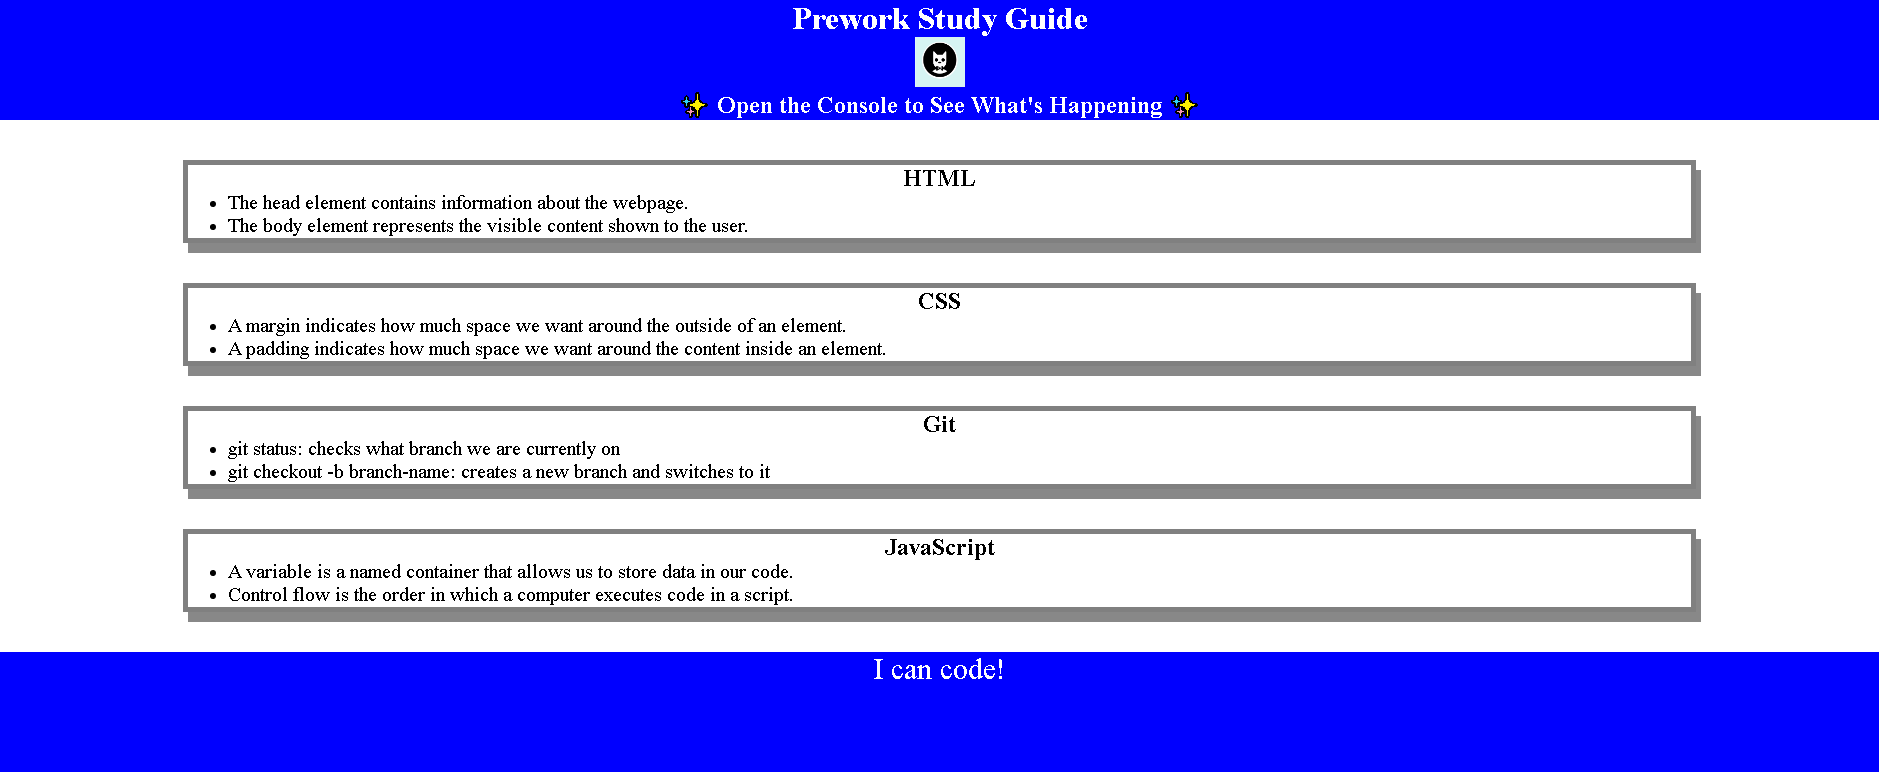 Prework Study Guide
✨ Open the Console to See What's Happening ✨
HTML
• The head element contains information about the webpage.
• The body element represents the visible content shown to the user.
CSS
• A margin indicates how much space we want around the outside of an element.
• A padding indicates how much space we want around the content inside an element.
Git
• git status: checks what branch we are currently on
• git checkout -b branch-name: creates a new branch and switches to it
JavaScript
• A variable is a named container that allows us to store data in our code.
• Control flow is the order in which a computer executes code in a script.
I can code!